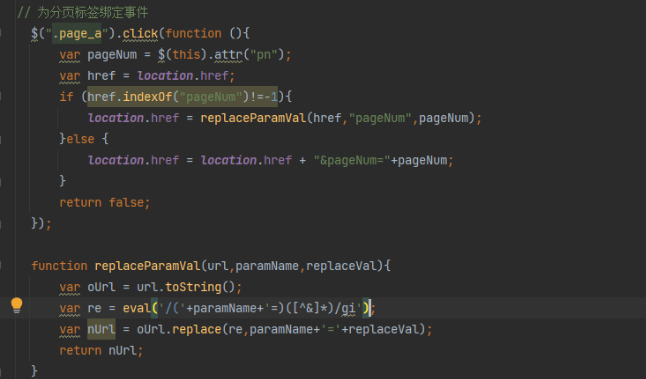 // 为分页标签绑定事件
$(".page_a").click(function (){
var pageNum = $(this).attr("pn");
var href = location.href;
if (href.indexOf("pageNum")!=-1){
location.href = replaceParamVal(href,"pageNum",pageNum);
}else {
location.href = location.href + "&pageNum="+pageNum;
}
return false;
});
function replaceParamVal(url,paramName,replaceVal){
var oUrl = url.toString();
var re = eval('/('+paramName+'=)([^&]*)/gi');
var nUrl = oUrl.replace(re,paramName+'='+replaceVal);
return nUrl;
}